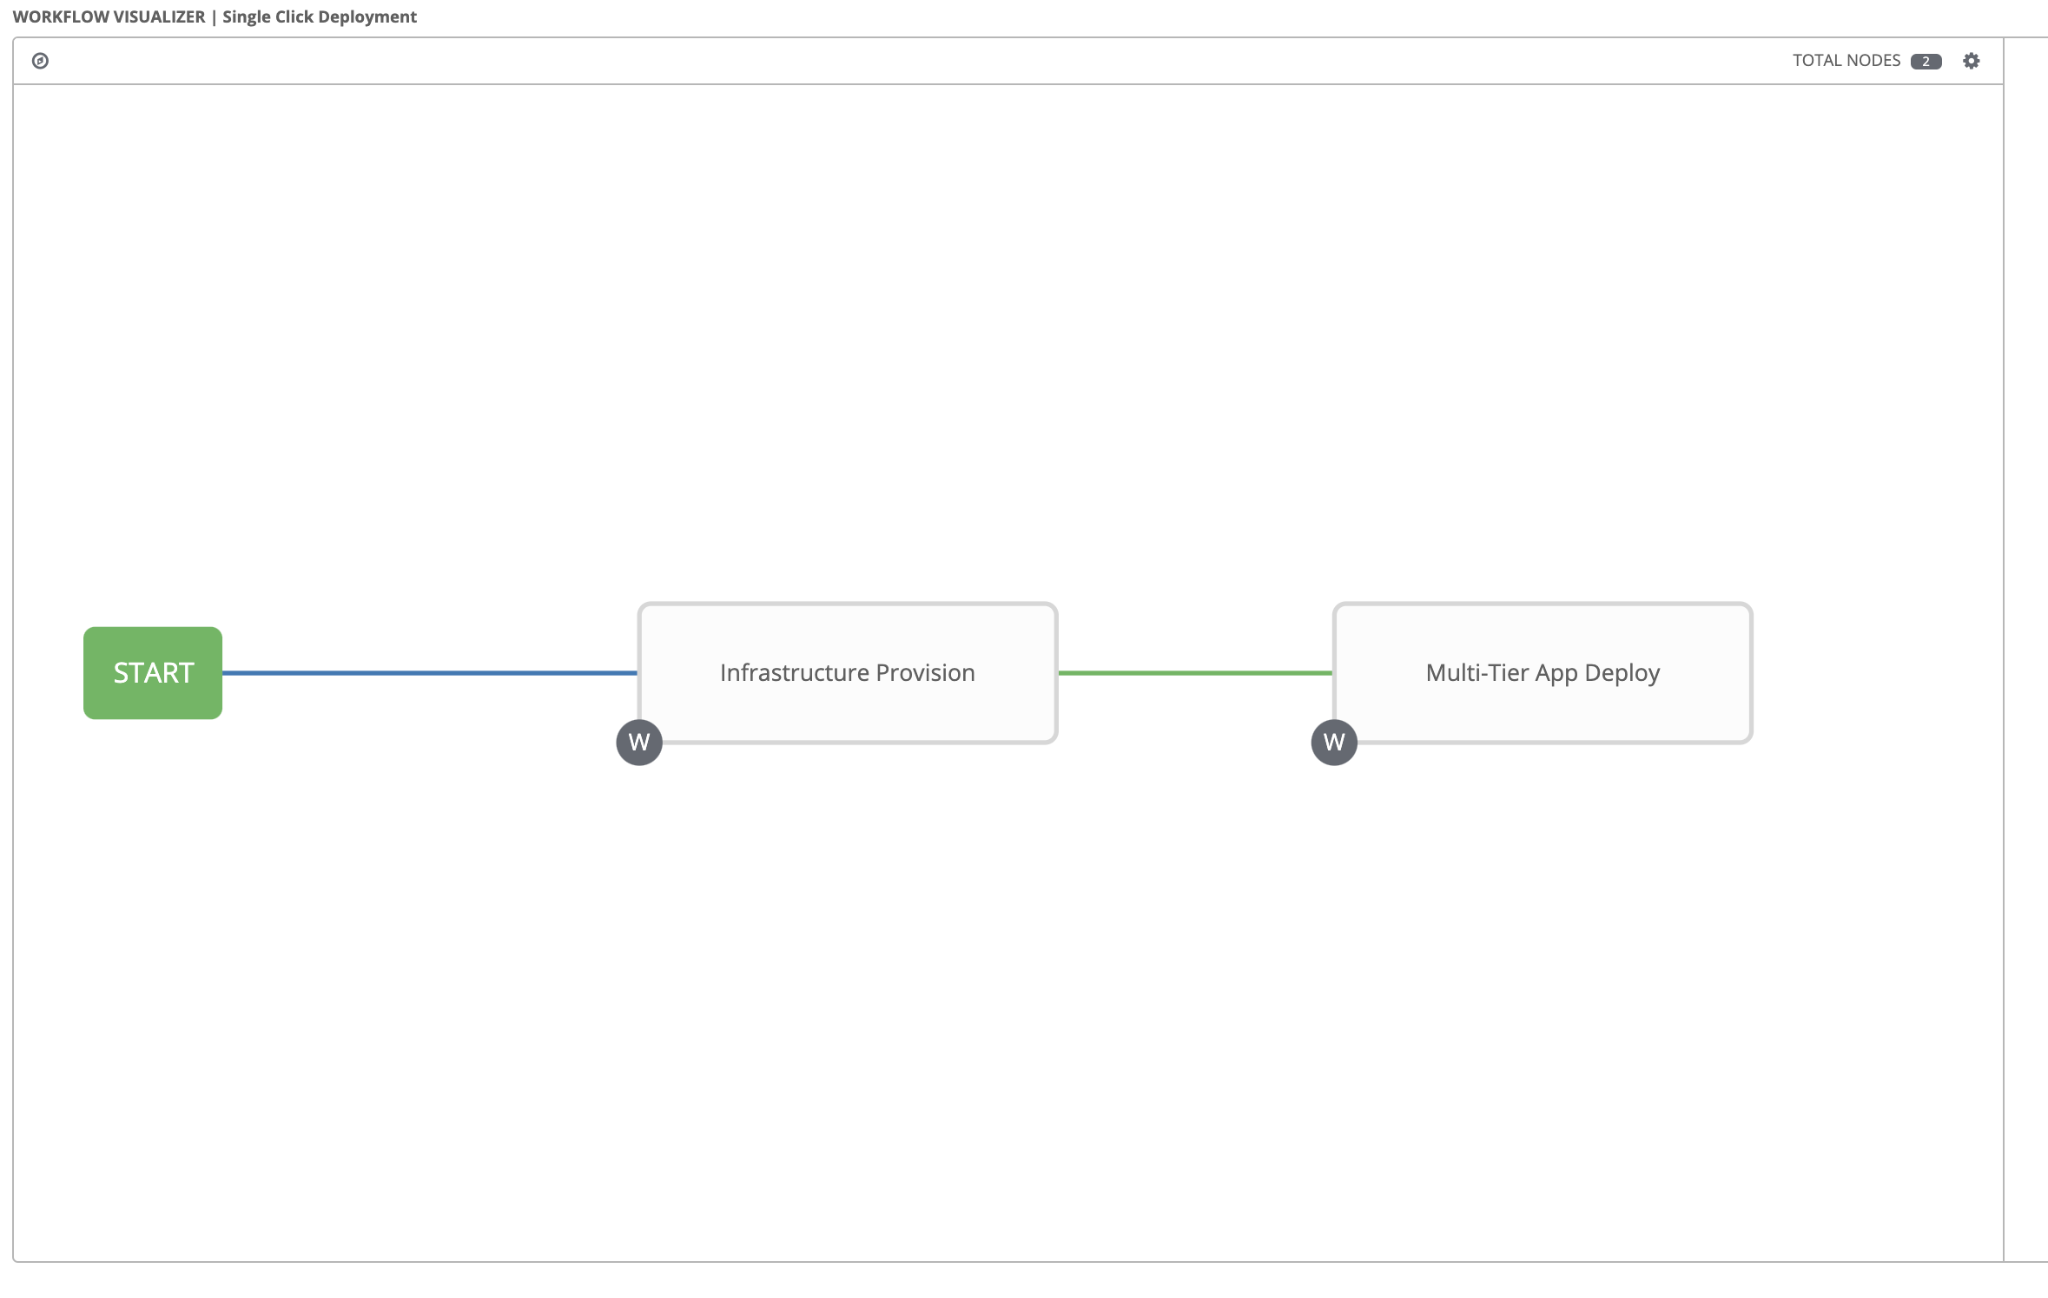 WORKFLOW VISUALIZER | Single Click Deployment
TOTAL NODES 2
START
Infrastructure Provision
Multi-Tier App Deploy
W
W